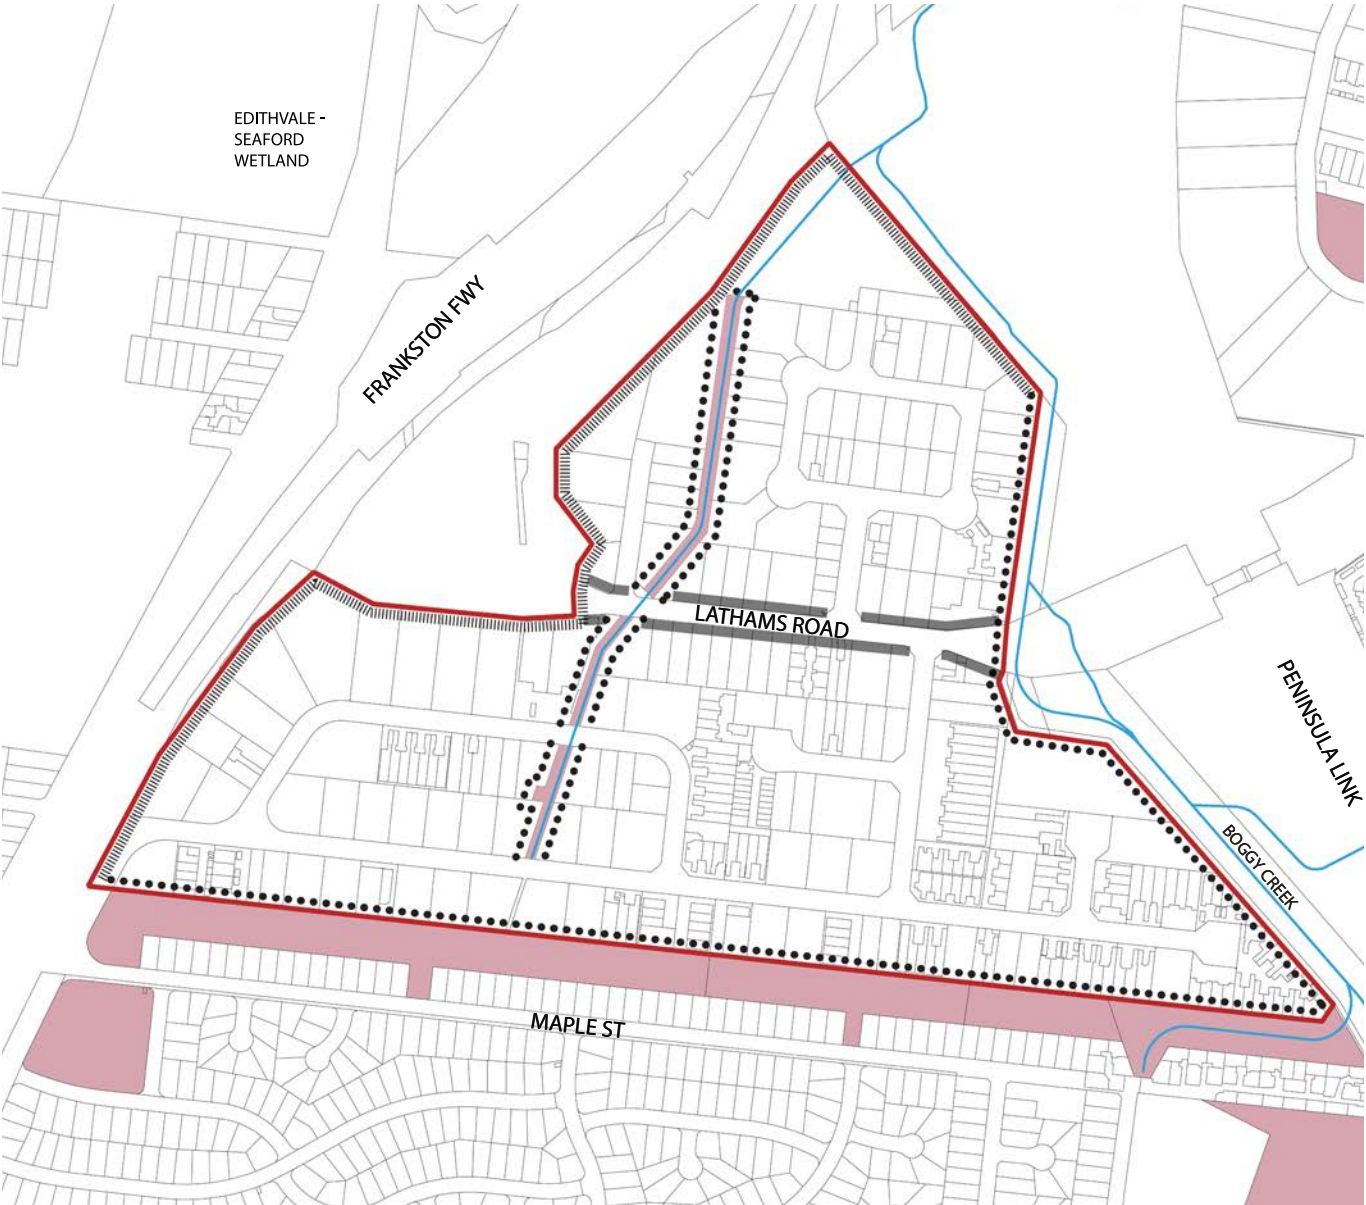 EDITHVALE -
SEAFORD
WETLAND
FRANKSTON FWY
LATHAMS ROAD
PENINSULA LINK
BOGGY CREEK
MAPLE ST